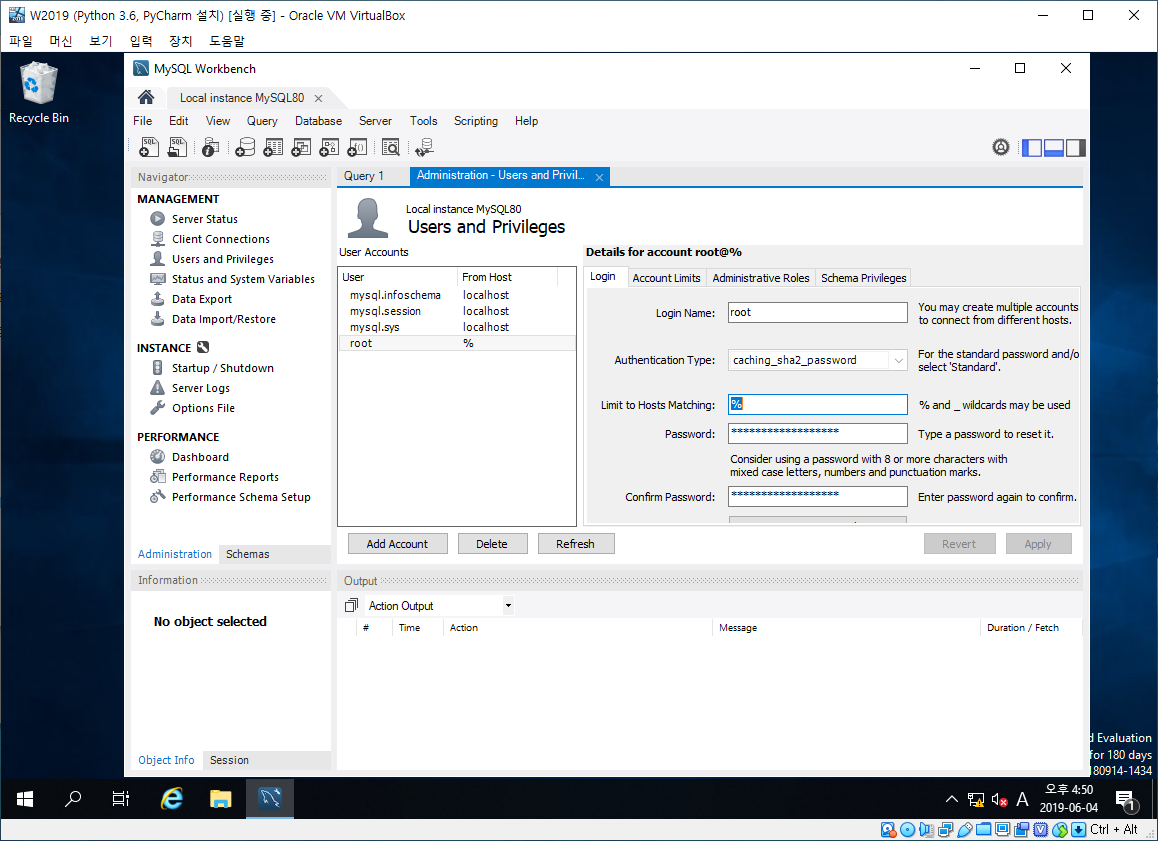 W2019 (Python 3.6, PyCharm 설치) [실행 중] - Oracle VM VirtualBox
파일 머신 보기 입력 장치 도움말
Recycle Bin
MySQL Workbench
Local instance MySQL80
File Edit View Query Database Server Tools Scripting Help
Navigator
MANAGEMENT
Server Status
Client Connections
Users and Privileges
Status and System Variables
Data Export
Data Import/Restore
INSTANCE
Startup / Shutdown
Server Logs
Options File
PERFORMANCE
Dashboard
Performance Reports
Performance Schema Setup
Administration Schemas
Information
No object selected
Object Info Session
Query 1 Administration - Users and Privil...
Local instance MySQL80
Users and Privileges
User Accounts
User From Host
mysql.infoschema localhost
mysql.session localhost
mysql.sys localhost
root %
Add Account Delete Refresh
Details for account root@%
Login Account Limits Administrative Roles Schema Privileges
Login Name: root You may create multiple accounts
to connect from different hosts.
Authentication Type: caching_sha2_password For the standard password and/o
select 'Standard'.
Limit to Hosts Matching: % % and _ wildcards may be used
Password: ****************** Type a password to reset it.
Consider using a password with 8 or more characters with
mixed case letters, numbers and punctuation marks.
Confirm Password: ****************** Enter password again to confirm.
Revert Apply
Output
Action Output
# Time Action Message Duration / Fetch
d Evaluation
for 180 days
180914-1434
A 오후 4:50
2019-06-04 1
Ctrl + Alt